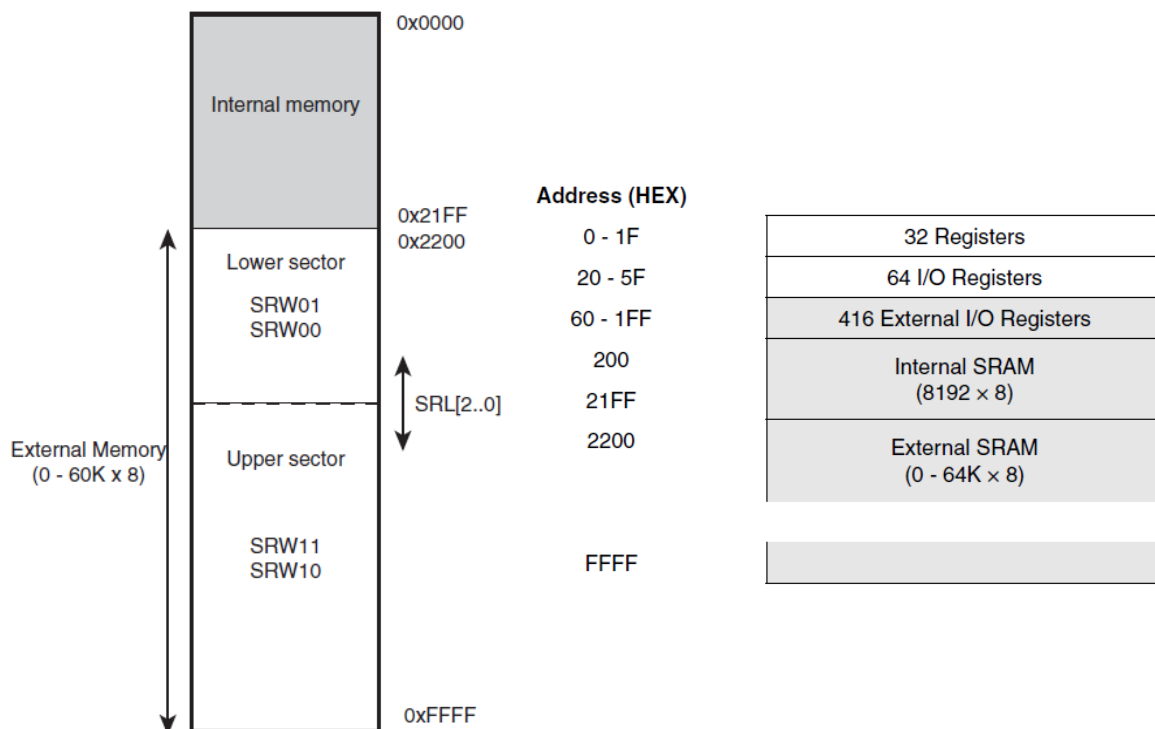 0x0000
Internal memory
0x21FF
0x2200
Lower sector
SRW01
SRW00
SRL[2..0]
External Memory
(0 - 60K x 8)
Upper sector
SRW11
SRW10
0xFFFF
Address (HEX)
0 - 1F
32 Registers
20 - 5F
64 I/O Registers
60 - 1FF
416 External I/O Registers
200
Internal SRAM
(8192 × 8)
21FF
2200
External SRAM
(0 - 64K × 8)
FFFF